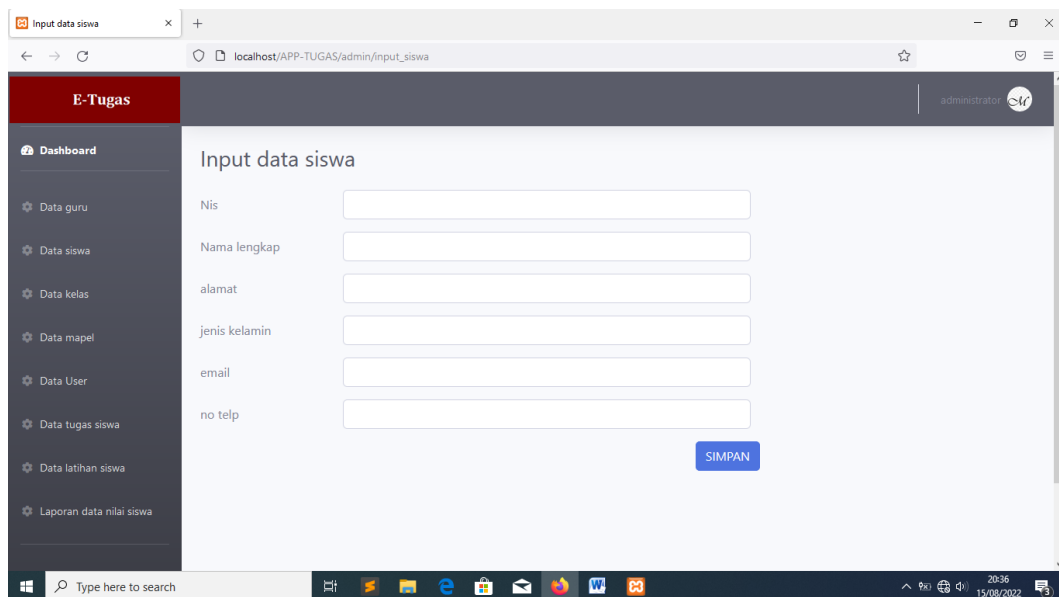 Input data siswa
localhost/APP-TUGAS/admin/input_siswa
E-Tugas
administrator
Dashboard
Data guru
Data siswa
Data kelas
Data mapel
Data User
Data tugas siswa
Data latihan siswa
Laporan data nilai siswa
Input data siswa
Nis
Nama lengkap
alamat
jenis kelamin
email
no telp
SIMPAN
Type here to search
20:36
15/08/2022